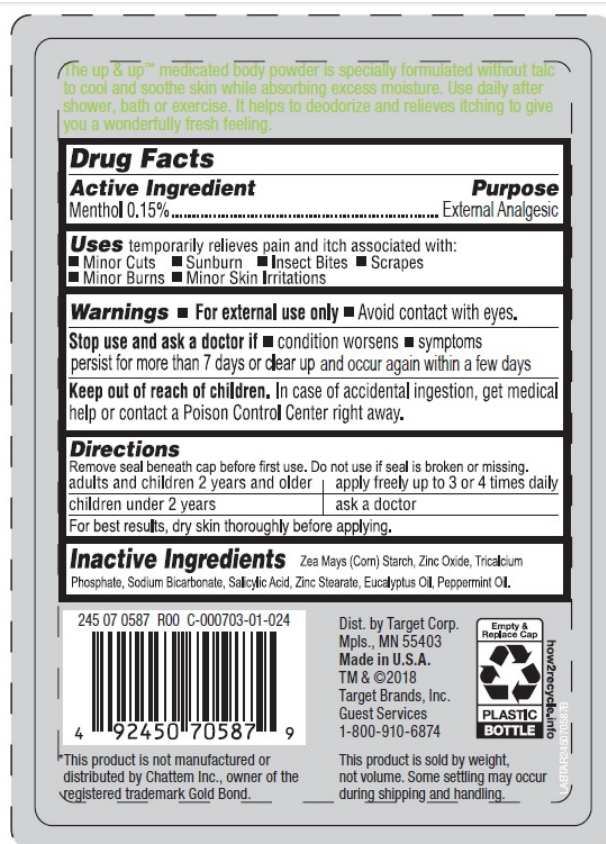 The up & up™ medicated body powder is specially formulated without talc
to cool and soothe skin while absorbing excess moisture. Use daily after
shower, bath or exercise. It helps to deodorize and relieves itching to give
you a wonderfully fresh feeling.
Drug Facts
Active Ingredient Purpose
Menthol 0.15%........................................................ External Analgesic
Uses temporarily relieves pain and itch associated with:
■ Minor Cuts ■ Sunburn ■ Insect Bites ■ Scrapes
■ Minor Burns ■ Minor Skin Irritations
Warnings ■ For external use only ■ Avoid contact with eyes.
Stop use and ask a doctor if ■ condition worsens ■ symptoms
persist for more than 7 days or clear up and occur again within a few days
Keep out of reach of children. In case of accidental ingestion, get medical
help or contact a Poison Control Center right away.
Directions
Remove seal beneath cap before first use. Do not use if seal is broken or missing.
adults and children 2 years and older apply freely up to 3 or 4 times daily
children under 2 years ask a doctor
For best results, dry skin thoroughly before applying.
Inactive Ingredients Zea Mays (Corn) Starch, Zinc Oxide, Tricalcium
Phosphate, Sodium Bicarbonate, Salicylic Acid, Zinc Stearate, Eucalyptus Oil, Peppermint Oil.
245 07 0587 R00 C-000703-01-024
4 92450 70587 9
*This product is not manufactured or
distributed by Chattem Inc., owner of the
registered trademark Gold Bond.
Dist. by Target Corp.
Mpls., MN 55403
Made in U.S.A.
TM & ©2018
Target Brands, Inc.
Guest Services
1-800-910-6874
This product is sold by weight,
not volume. Some settling may occur
during shipping and handling.
Empty &
Replace Cap
PLASTIC
BOTTLE
how2recycle.info
LABTAR2450705878